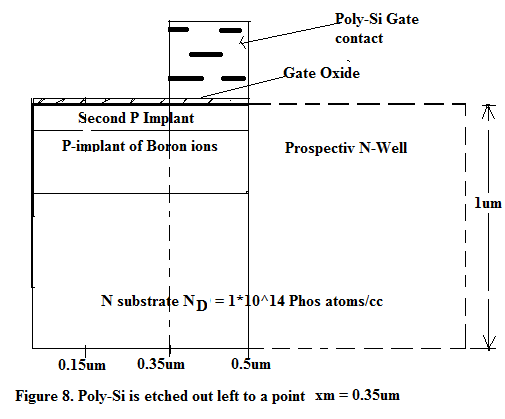 Poly-Si Gate
contact
Gate Oxide
Second P Implant
P-implant of Boron ions
Prospectiv N-Well
1um
N substrate ND = 1*10^14 Phos atoms/cc
0.15um 0.35um 0.5um
Figure 8. Poly-Si is etched out left to a point xm = 0.35um